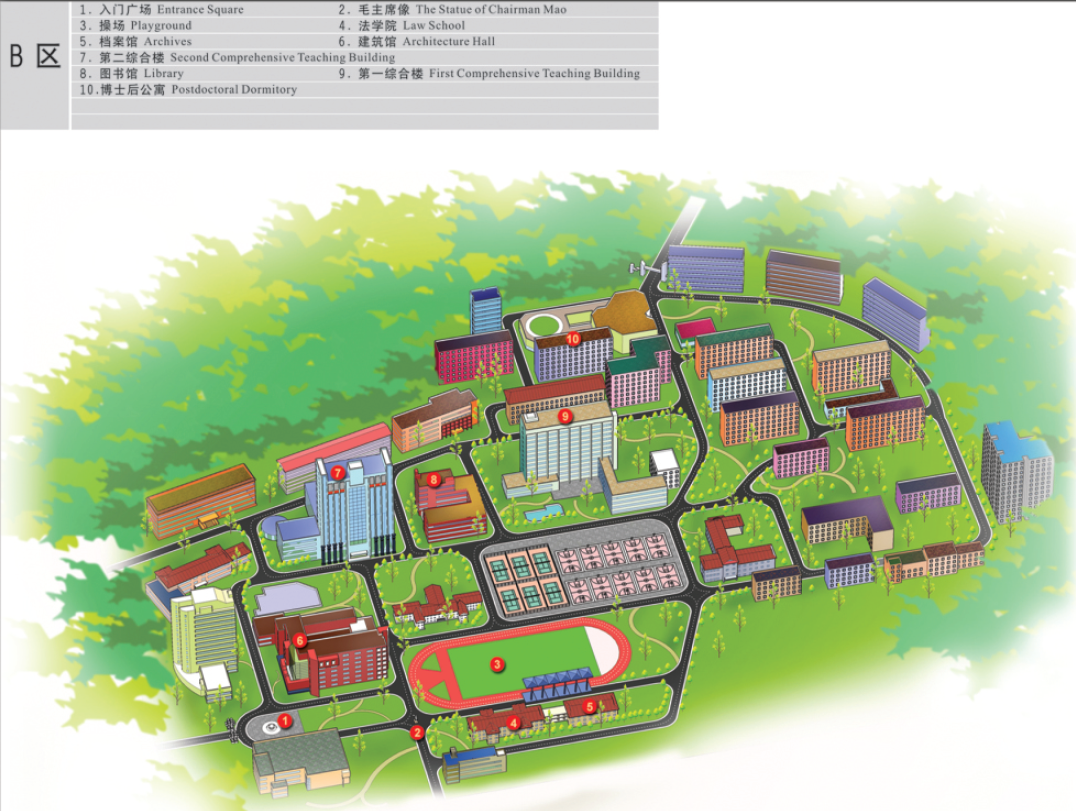 B 区
1. 入门广场 Entrance Square 2. 毛主席像 The Statue of Chairman Mao
3. 操场 Playground 4. 法学院 Law School
5. 档案馆 Archives 6. 建筑馆 Architecture Hall
7. 第二综合楼 Second Comprehensive Teaching Building
8. 图书馆 Library 9. 第一综合楼 First Comprehensive Teaching Building
10.博士后公寓 Postdoctoral Dormitory
10
9
7
8
3
6
5
1
4
2